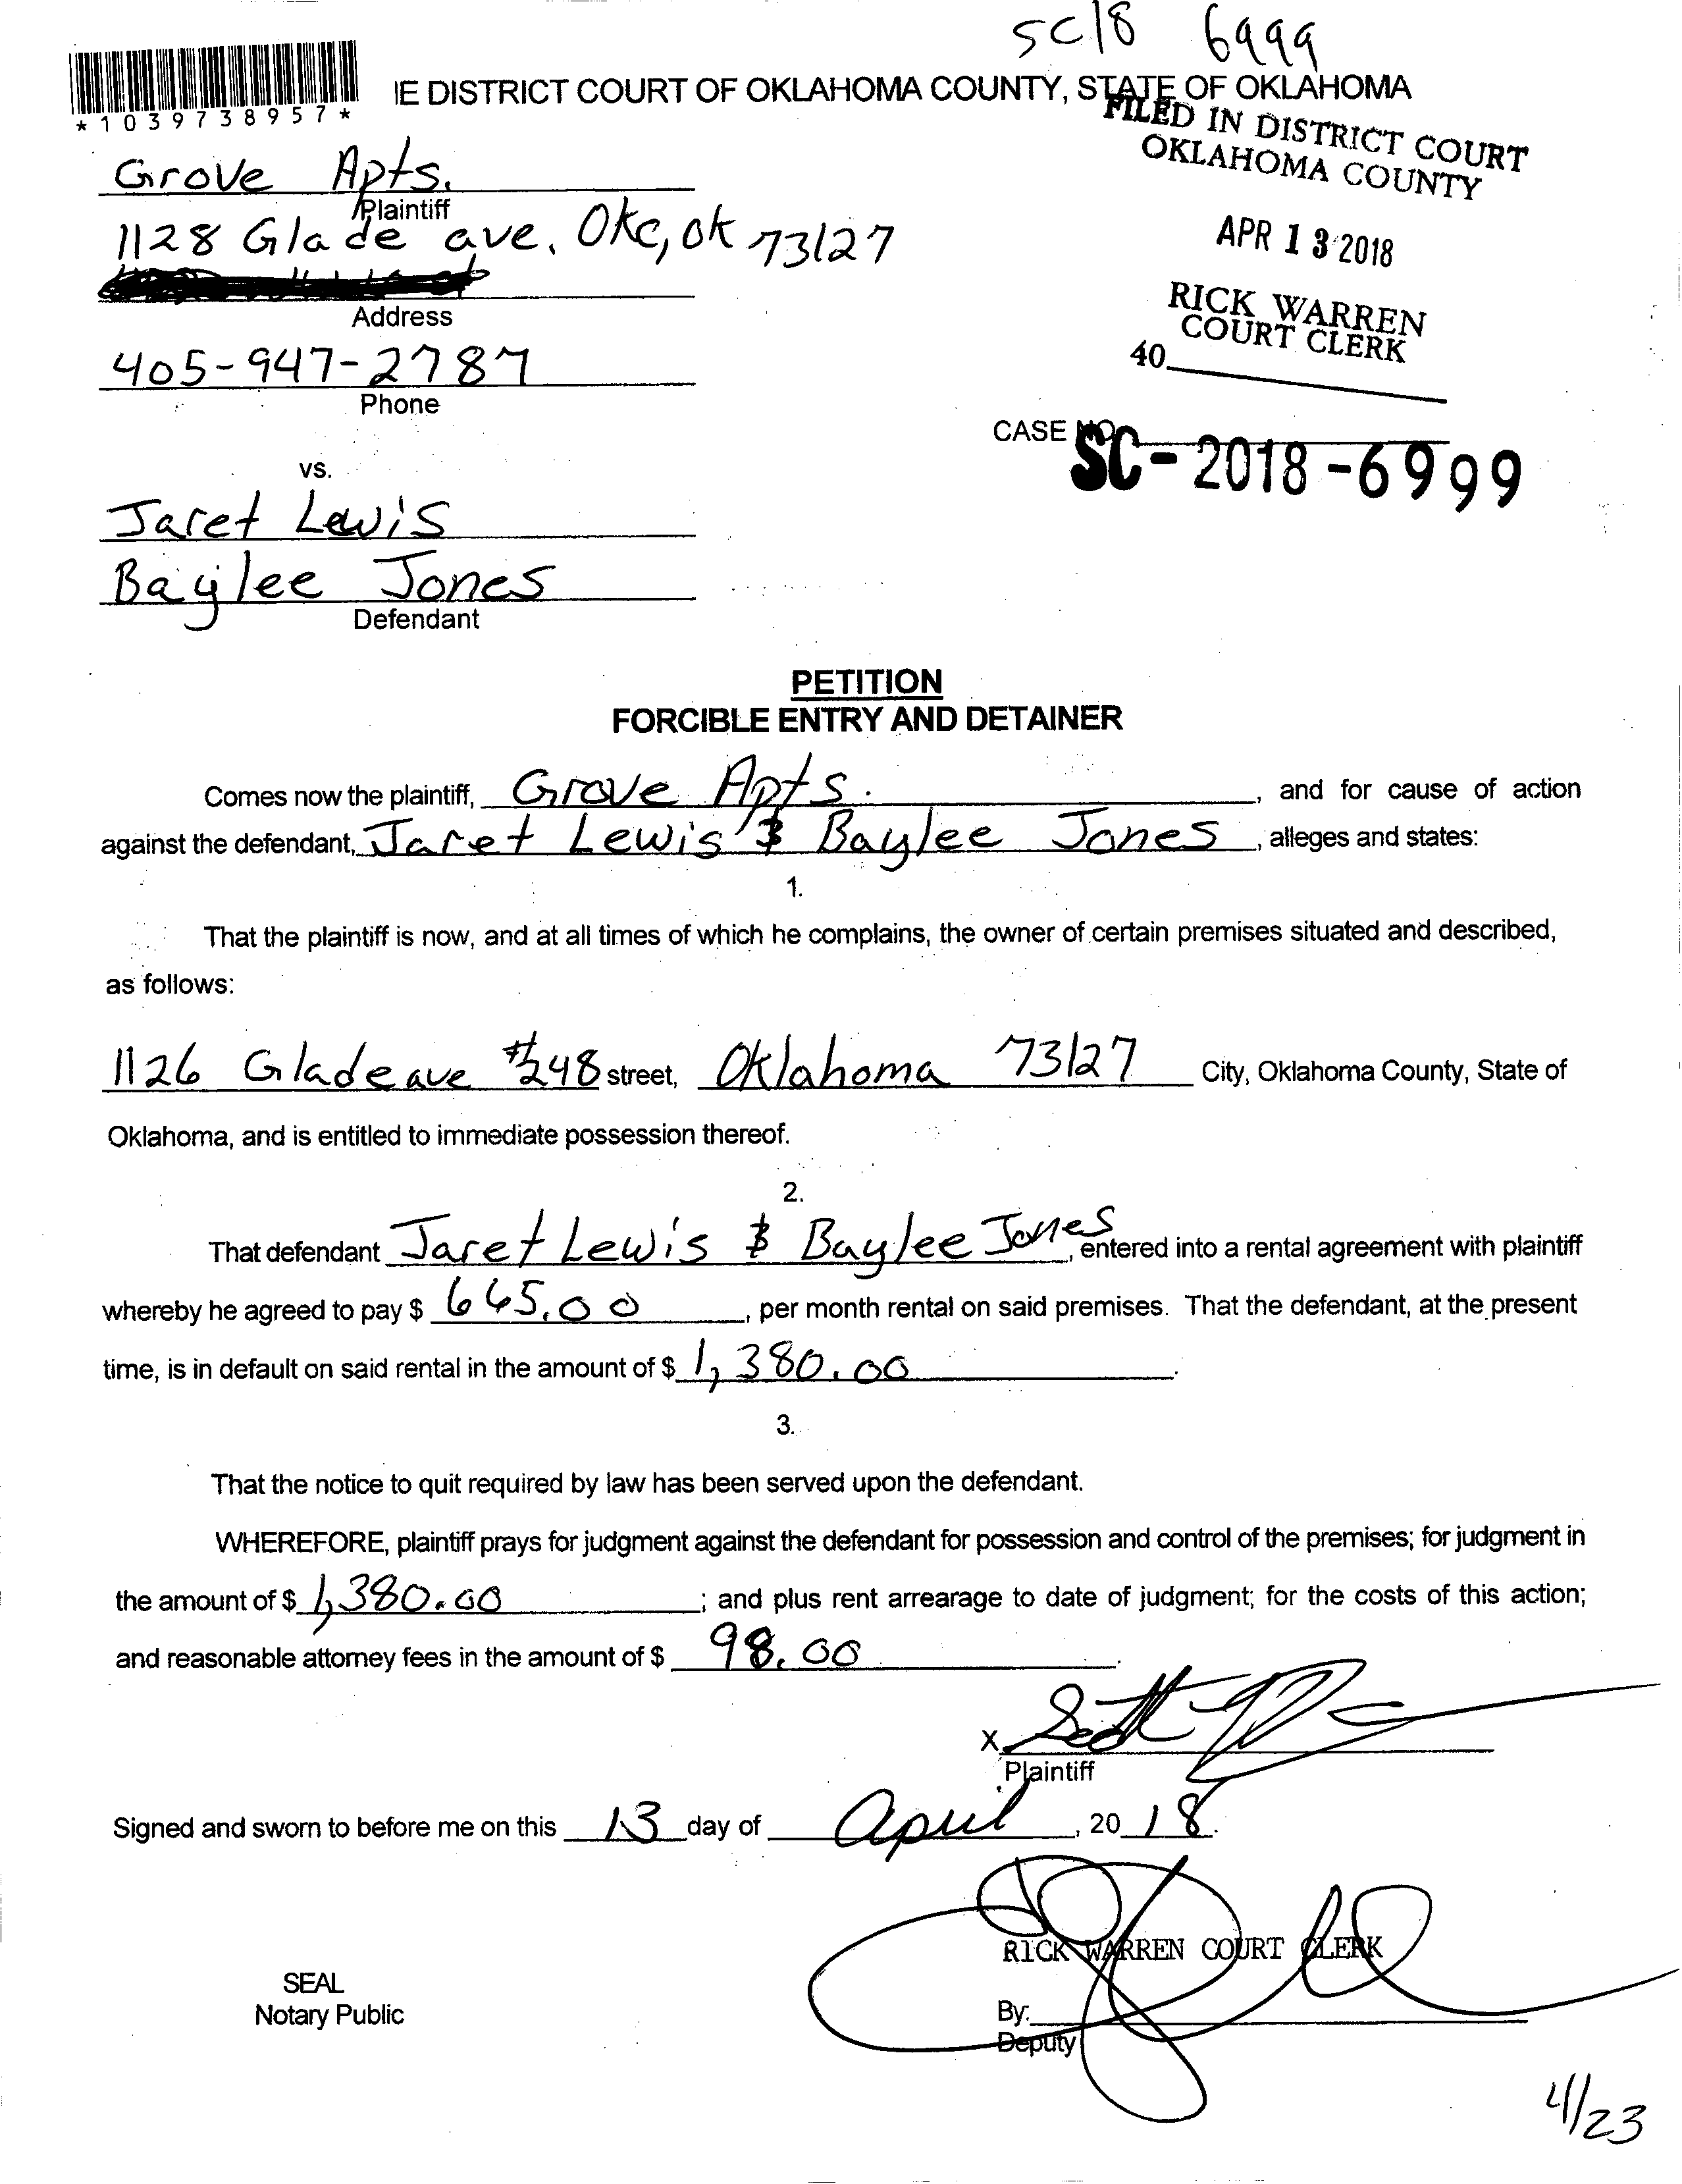 SC18 6999
IE DISTRICT COURT OF OKLAHOMA COUNTY, STATE OF OKLAHOMA
*1039738957*
FILED IN DISTRICT COURT
OKLAHOMA COUNTY
Grove Apts.
Plaintiff
1128 Glade ave, Okc, ok 73127
APR 13 2018
Address
RICK WARREN
COURT CLERK
40
405-947-2787
Phone
CASE NO.
SC-2018-6999
vs.
Jaret Lewis
Baylee Jones
Defendant
PETITION
FORCIBLE ENTRY AND DETAINER
Comes now the plaintiff, Grove Apts. , and for cause of action
against the defendant, Jaret Lewis & Baylee Jones , alleges and states:
1.
That the plaintiff is now, and at all times of which he complains, the owner of certain premises situated and described,
as follows:
1126 Glade ave #248 street, Oklahoma 73127 City, Oklahoma County, State of
Oklahoma, and is entitled to immediate possession thereof.
2.
That defendant Jaret Lewis & Baylee Jones, entered into a rental agreement with plaintiff
whereby he agreed to pay $ 645.00 , per month rental on said premises. That the defendant, at the present
time, is in default on said rental in the amount of $ 1,380.00 .
3.
That the notice to quit required by law has been served upon the defendant.
WHEREFORE, plaintiff prays for judgment against the defendant for possession and control of the premises; for judgment in
the amount of $ 1,380.00 ; and plus rent arrearage to date of judgment; for the costs of this action;
and reasonable attorney fees in the amount of $ 98.00 .
X Scott
Plaintiff
Signed and sworn to before me on this 13 day of April , 20 18.
RICK WARREN COURT CLERK
SEAL
Notary Public
By:
Deputy
4/23